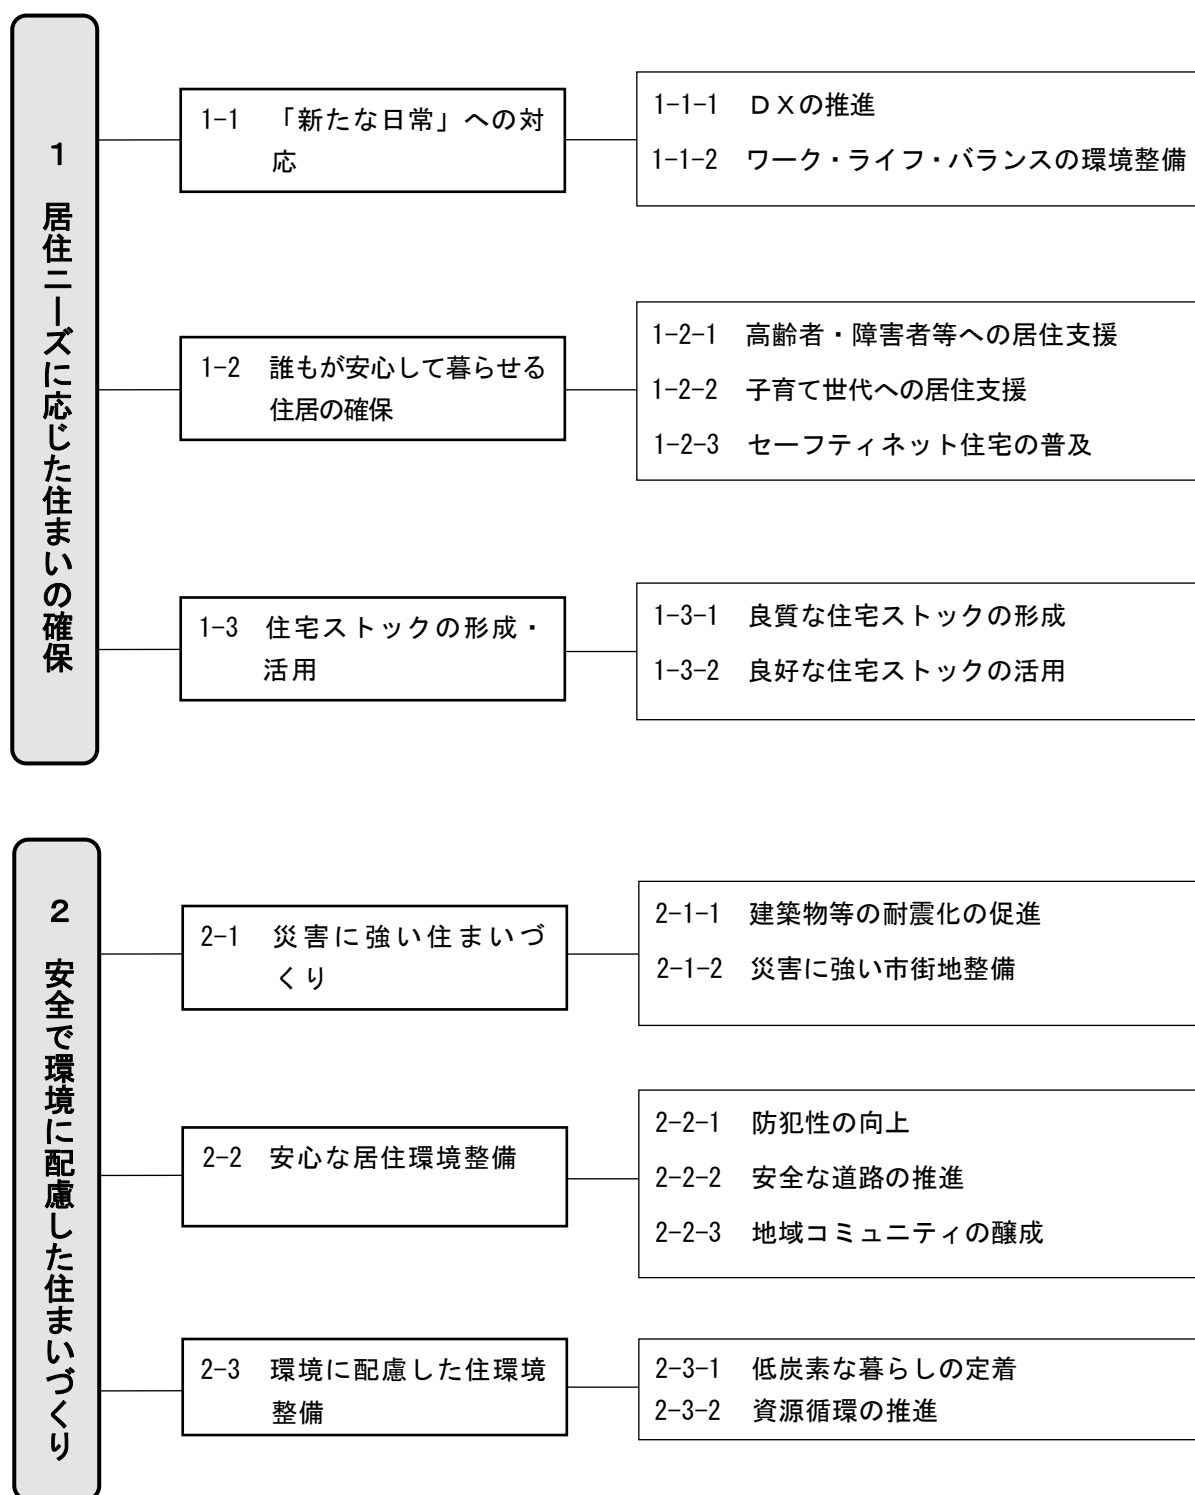 1 居住ニーズに応じた住まいの確保
1-1 「新たな日常」への対
応
1-1-1 ＤＸの推進
1-1-2 ワーク・ライフ・バランスの環境整備
1-2 誰もが安心して暮らせる
住居の確保
1-2-1 高齢者・障害者等への居住支援
1-2-2 子育て世代への居住支援
1-2-3 セーフティネット住宅の普及
1-3 住宅ストックの形成・
活用
1-3-1 良質な住宅ストックの形成
1-3-2 良好な住宅ストックの活用
2 安全で環境に配慮した住まいづくり
2-1 災害に強い住まいづ
くり
2-1-1 建築物等の耐震化の促進
2-1-2 災害に強い市街地整備
2-2 安心な居住環境整備
2-2-1 防犯性の向上
2-2-2 安全な道路の推進
2-2-3 地域コミュニティの醸成
2-3 環境に配慮した住環境
整備
2-3-1 低炭素な暮らしの定着
2-3-2 資源循環の推進